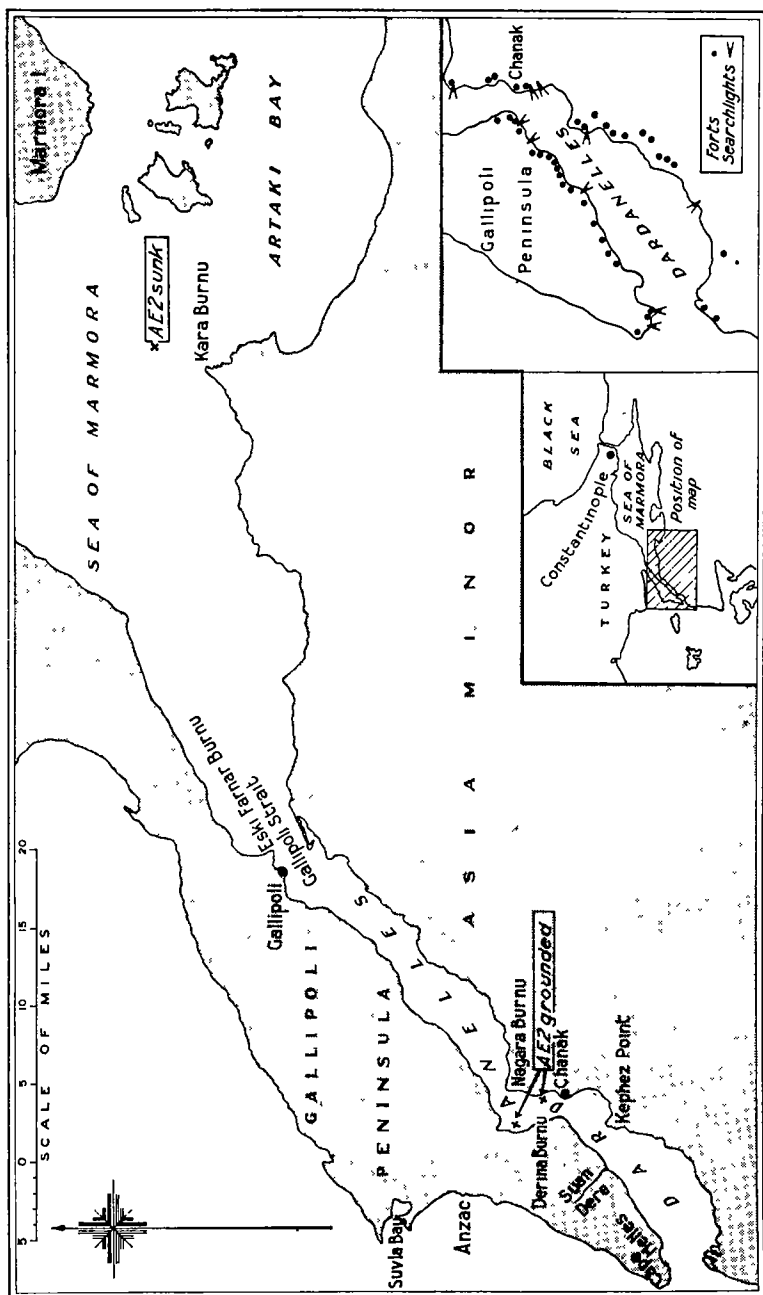 5 0 5 10 15 20
SCALE OF MILES
Marmora I.
SEA OF MARMORA
AE2 sunk
Kara Burnu
ARTAKI BAY
GALLIPOLI
PENINSULA
Gallipoli
Eski Farnar Burnu
Gallipoli Strait
DARDANELLES
Suvla Bay
Anzac
Nagara Burnu
AE2 grounded
Derina Burnu
Chanak
Kephez Point
Suan
Dere
Cape
Helles
ASIA MINOR
BLACK
SEA
Constantinople
TURKEY
SEA OF
MARMORA
Position of
map
Gallipoli
Peninsula
Chanak
DARDANELLES
Forts
Searchlights